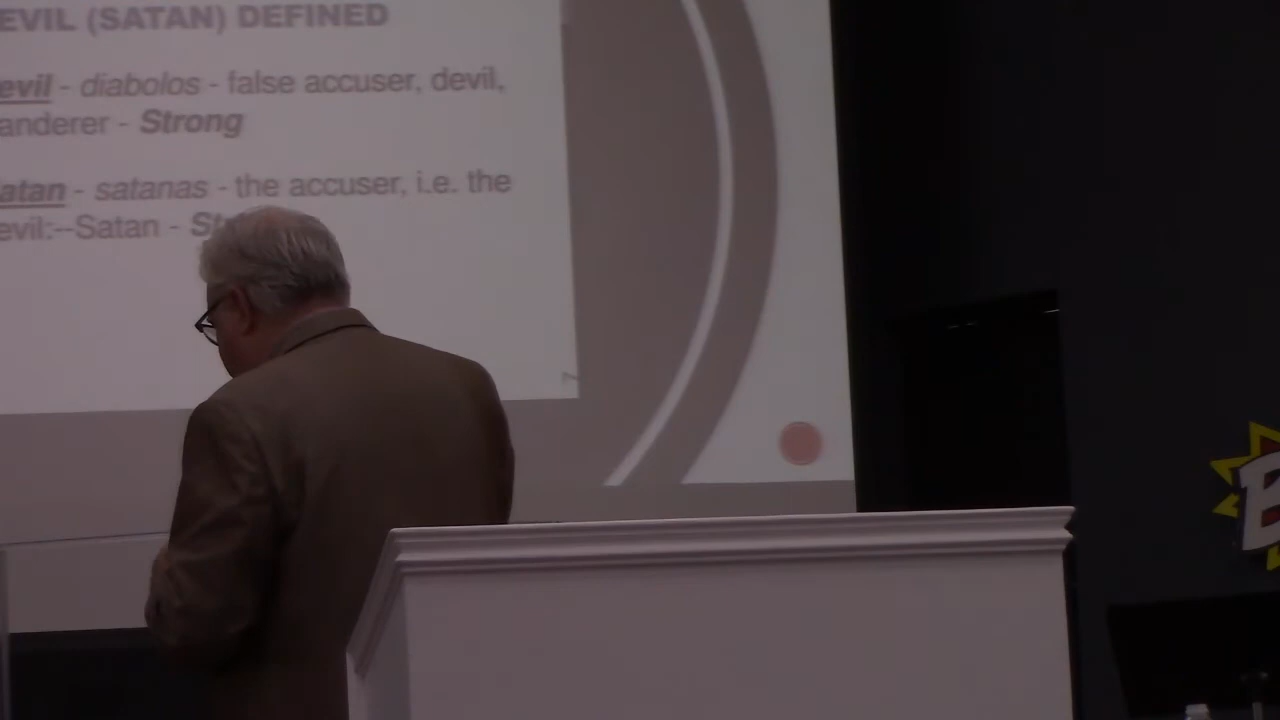 EVIL (SATAN) DEFINED
evil - diabolos - false accuser, devil,
anderer - Strong
atan - satanas - the accuser, i.e. the
evil:--Satan - St
B